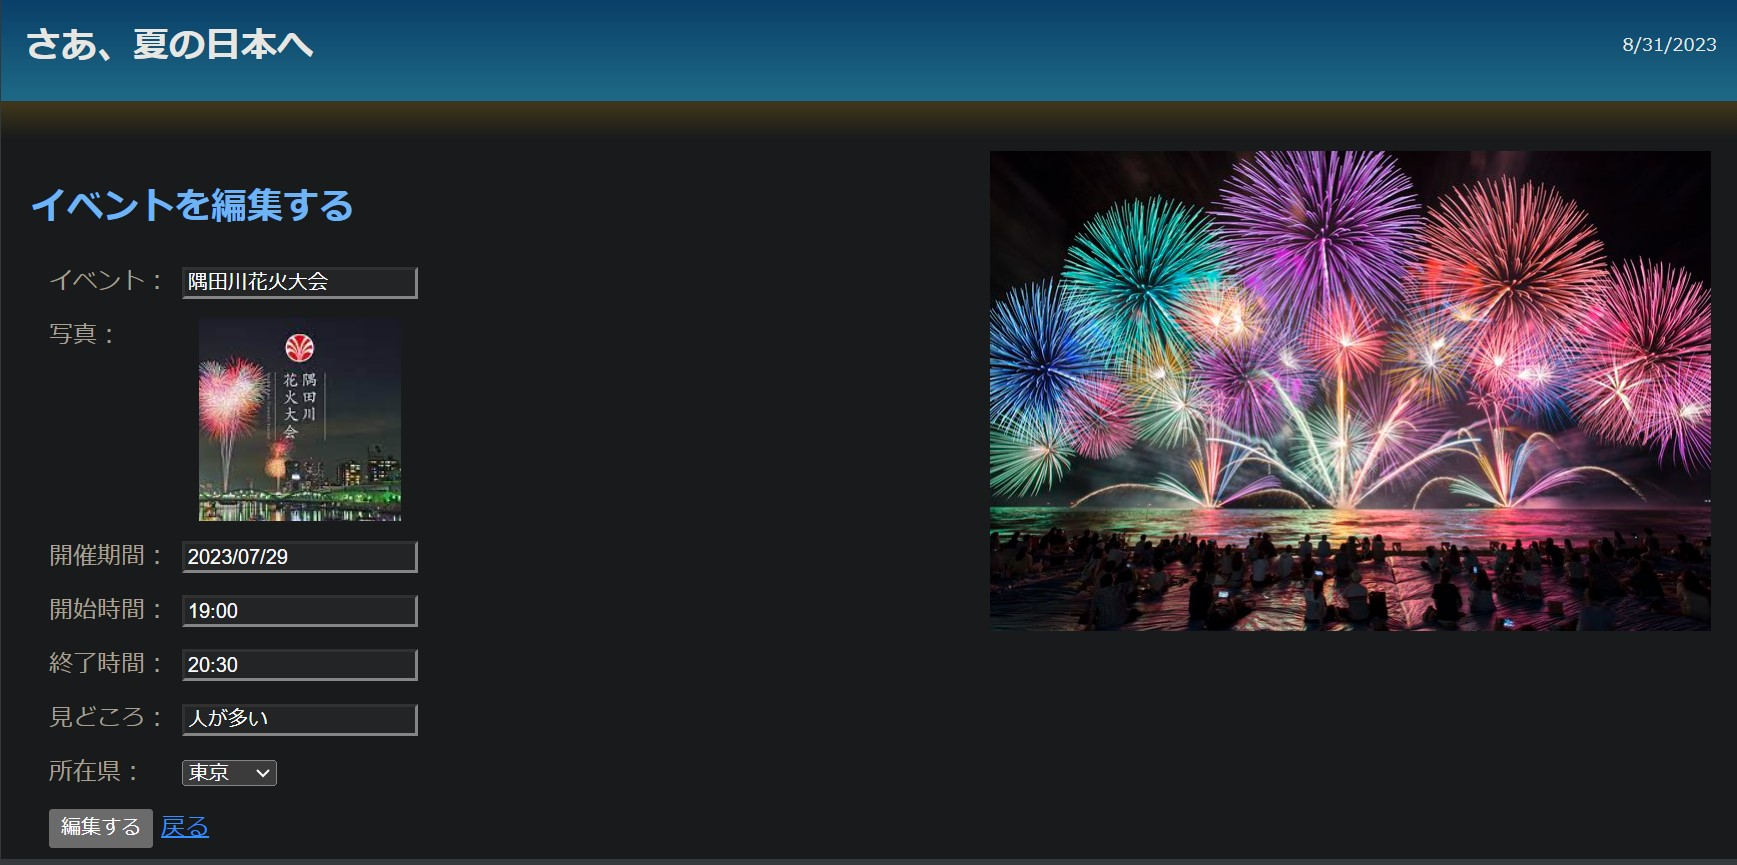 さあ、夏の日本へ
8/31/2023
イベントを編集する
イベント： 隅田川花火大会
写真：
隅田川
花火大会
開催期間： 2023/07/29
開始時間： 19:00
終了時間： 20:30
見どころ： 人が多い
所在県： 東京
編集する 戻る